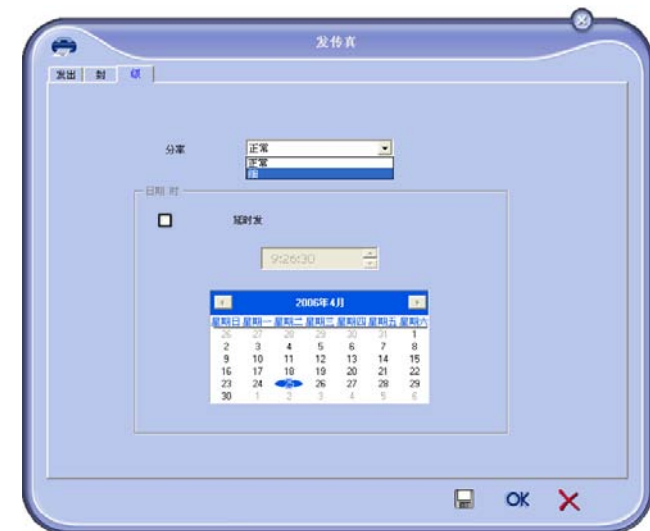 发传真
发出 封 项
分率 正常
正常
细
日期 时
延时发
9:26:30
2006年4月
星期日 星期一 星期二 星期三 星期四 星期五 星期六
26 27 28 29 30 31 1
2 3 4 5 6 7 8
9 10 11 12 13 14 15
16 17 18 19 20 21 22
23 24 25 26 27 28 29
30 1 2 3 4 5 6
OK